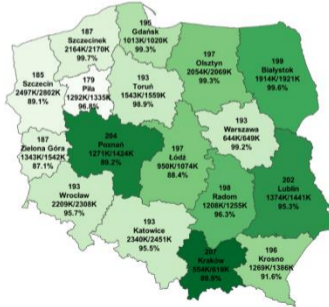 195
Gdańsk
1013K/1020K
99.3%
187
Szczecinek
2164K/2170K
99.7%
197
Olsztyn
2054K/2069K
99.3%
199
Białystok
1914K/1921K
99.6%
185
Szczecin
2497K/2802K
89.1%
179
Piła
1292K/1335K
96.8%
193
Toruń
1543K/1559K
98.9%
193
Warszawa
644K/649K
99.2%
187
Zielona Góra
1343K/1542K
87.1%
204
Poznań
1271K/1424K
89.2%
197
Łódź
950K/1074K
88.4%
202
Lublin
1374K/1441K
95.3%
193
Wrocław
2209K/2308K
95.7%
198
Radom
1208K/1255K
96.3%
193
Katowice
2340K/2451K
95.5%
207
Kraków
196
Krosno
1269K/1386K
91.6%